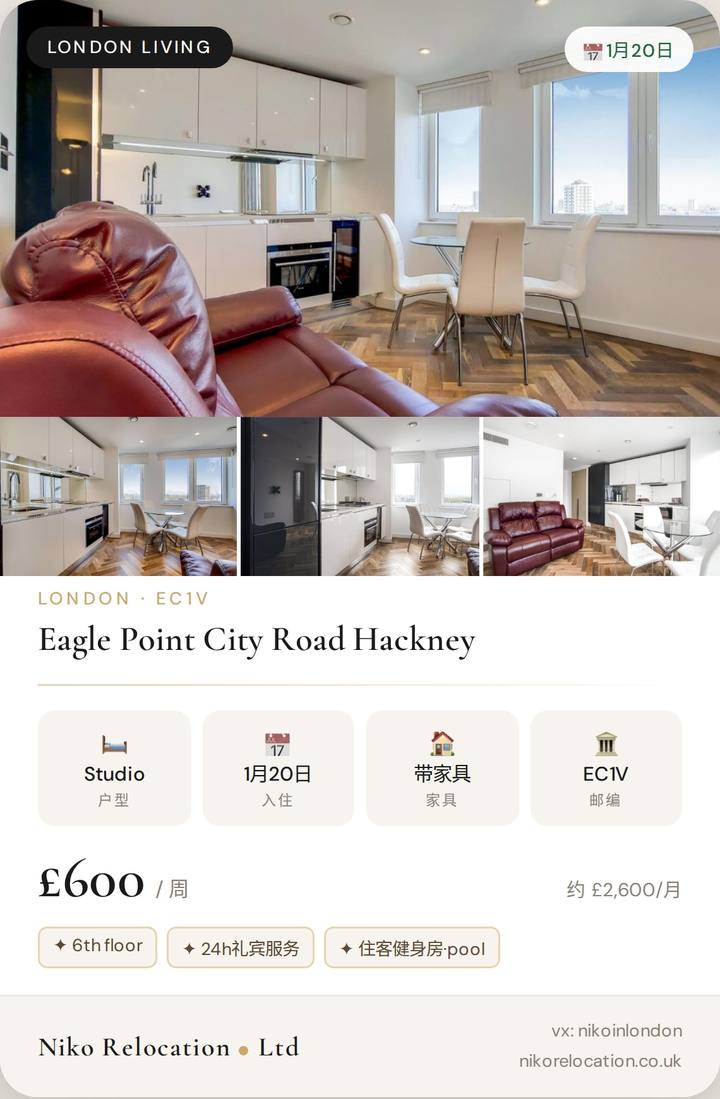 LONDON LIVING
📅1月20日
LONDON · EC1V
Eagle Point City Road Hackney
🛏️
Studio
户型
📅
1月20日
入住
🏠
带家具
家具
🏛️
EC1V
邮编
£600 / 周
约 £2,600/月
✦ 6th floor
✦ 24h礼宾服务
✦ 住客健身房·pool
Niko Relocation ● Ltd
vx: nikoinlondon
nikorelocation.co.uk